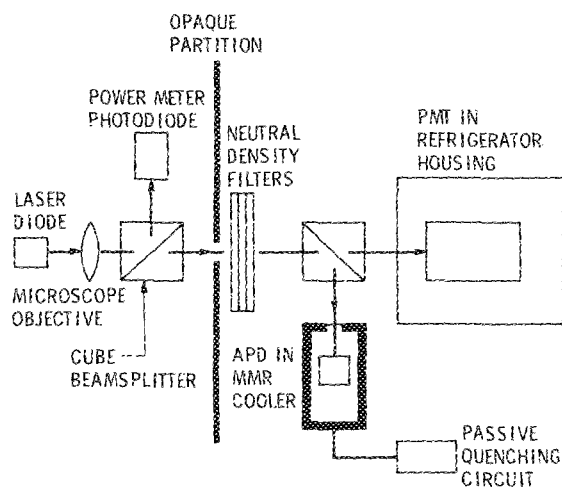 OPAQUE
PARTITION
POWER METER
PHOTODIODE
NEUTRAL
DENSITY
FILTERS
PMT IN
REFRIGERATOR
HOUSING
LASER
DIODE
MICROSCOPE
OBJECTIVE
CUBE
BEAMSPLITTER
APD IN
MMR
COOLER
PASSIVE
QUENCHING
CIRCUIT